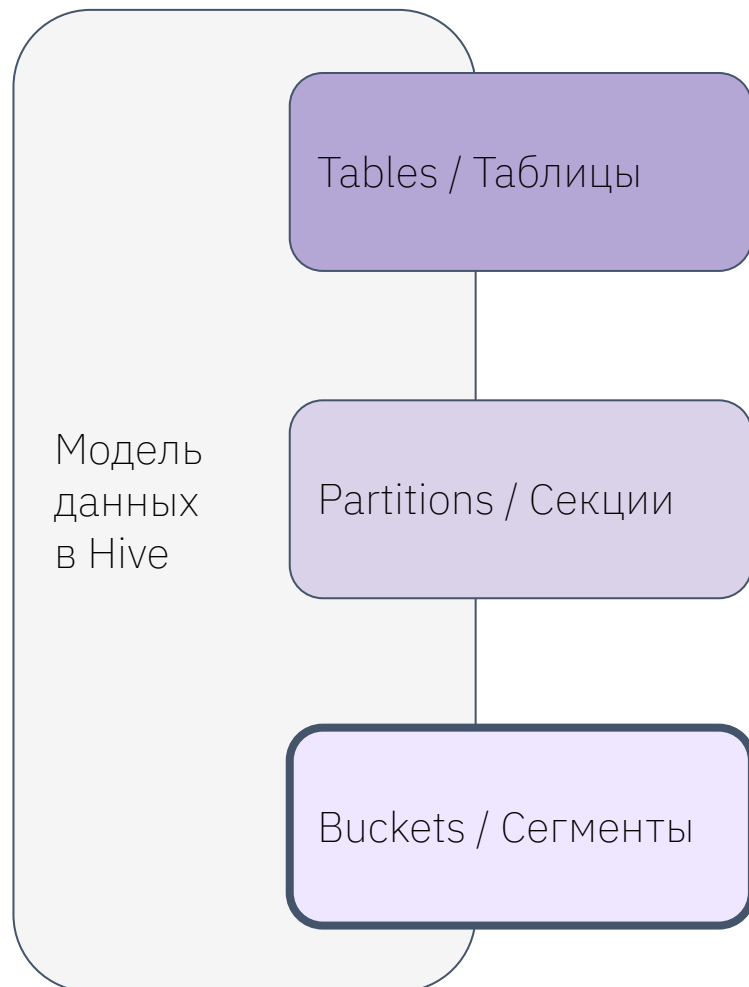 Tables / Таблицы
Модель
данных
в Hive
Partitions / Секции
Buckets / Сегменты